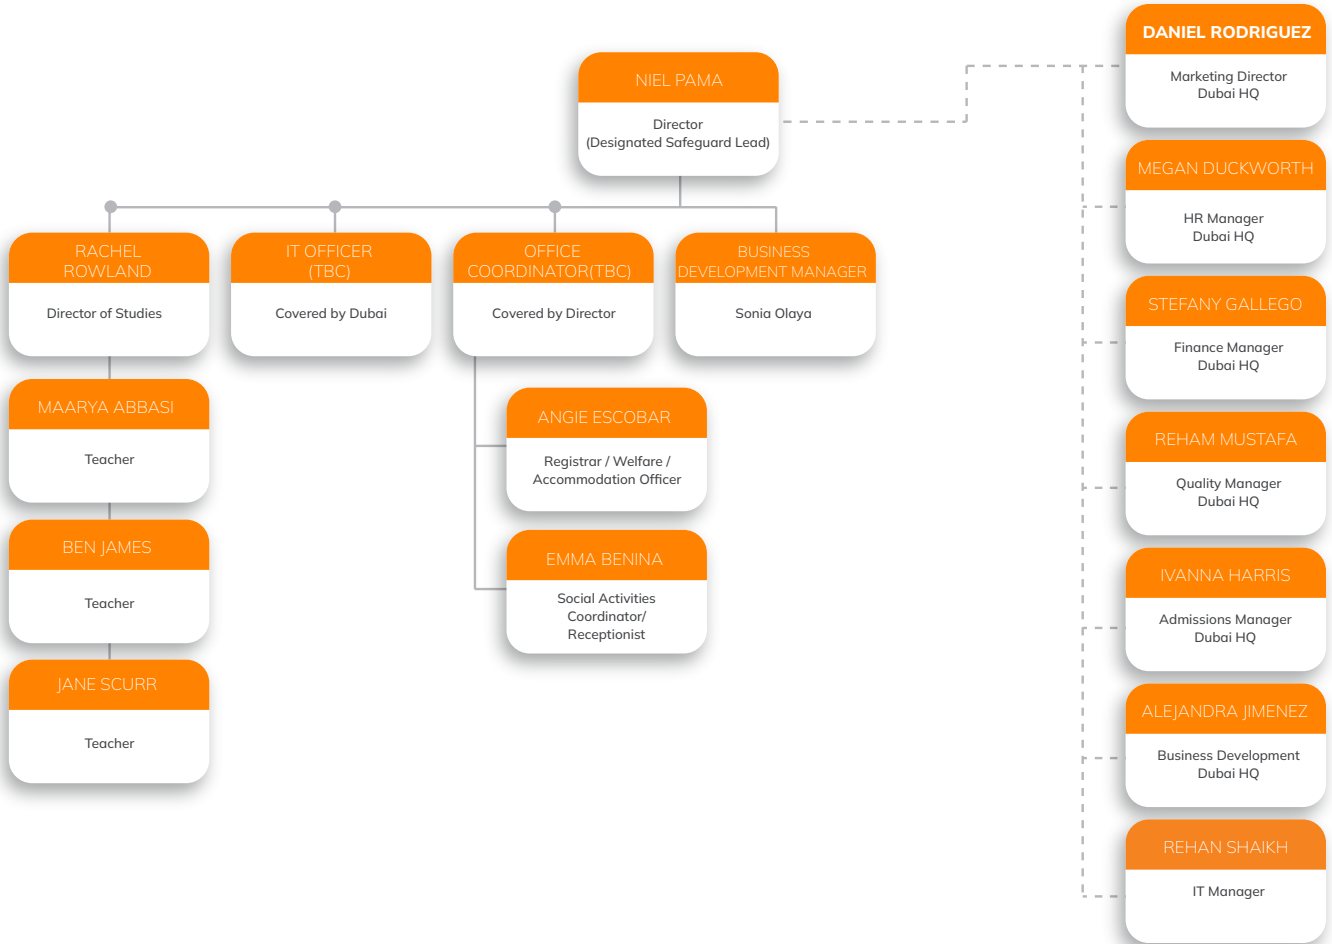 NIEL PAMA
Director
(Designated Safeguard Lead)
RACHEL
ROWLAND
Director of Studies
IT OFFICER
(TBC)
Covered by Dubai
OFFICE
COORDINATOR(TBC)
Covered by Director
BUSINESS
DEVELOPMENT MANAGER
Sonia Olaya
MAARYA ABBASI
Teacher
BEN JAMES
Teacher
JANE SCURR
Teacher
ANGIE ESCOBAR
Registrar / Welfare /
Accommodation Officer
EMMA BENINA
Social Activities
Coordinator/
Receptionist
DANIEL RODRIGUEZ
Marketing Director
Dubai HQ
MEGAN DUCKWORTH
HR Manager
Dubai HQ
STEFANY GALLEGO
Finance Manager
Dubai HQ
REHAM MUSTAFA
Quality Manager
Dubai HQ
IVANNA HARRIS
Admissions Manager
Dubai HQ
ALEJANDRA JIMENEZ
Business Development
Dubai HQ
REHAN SHAIKH
IT Manager